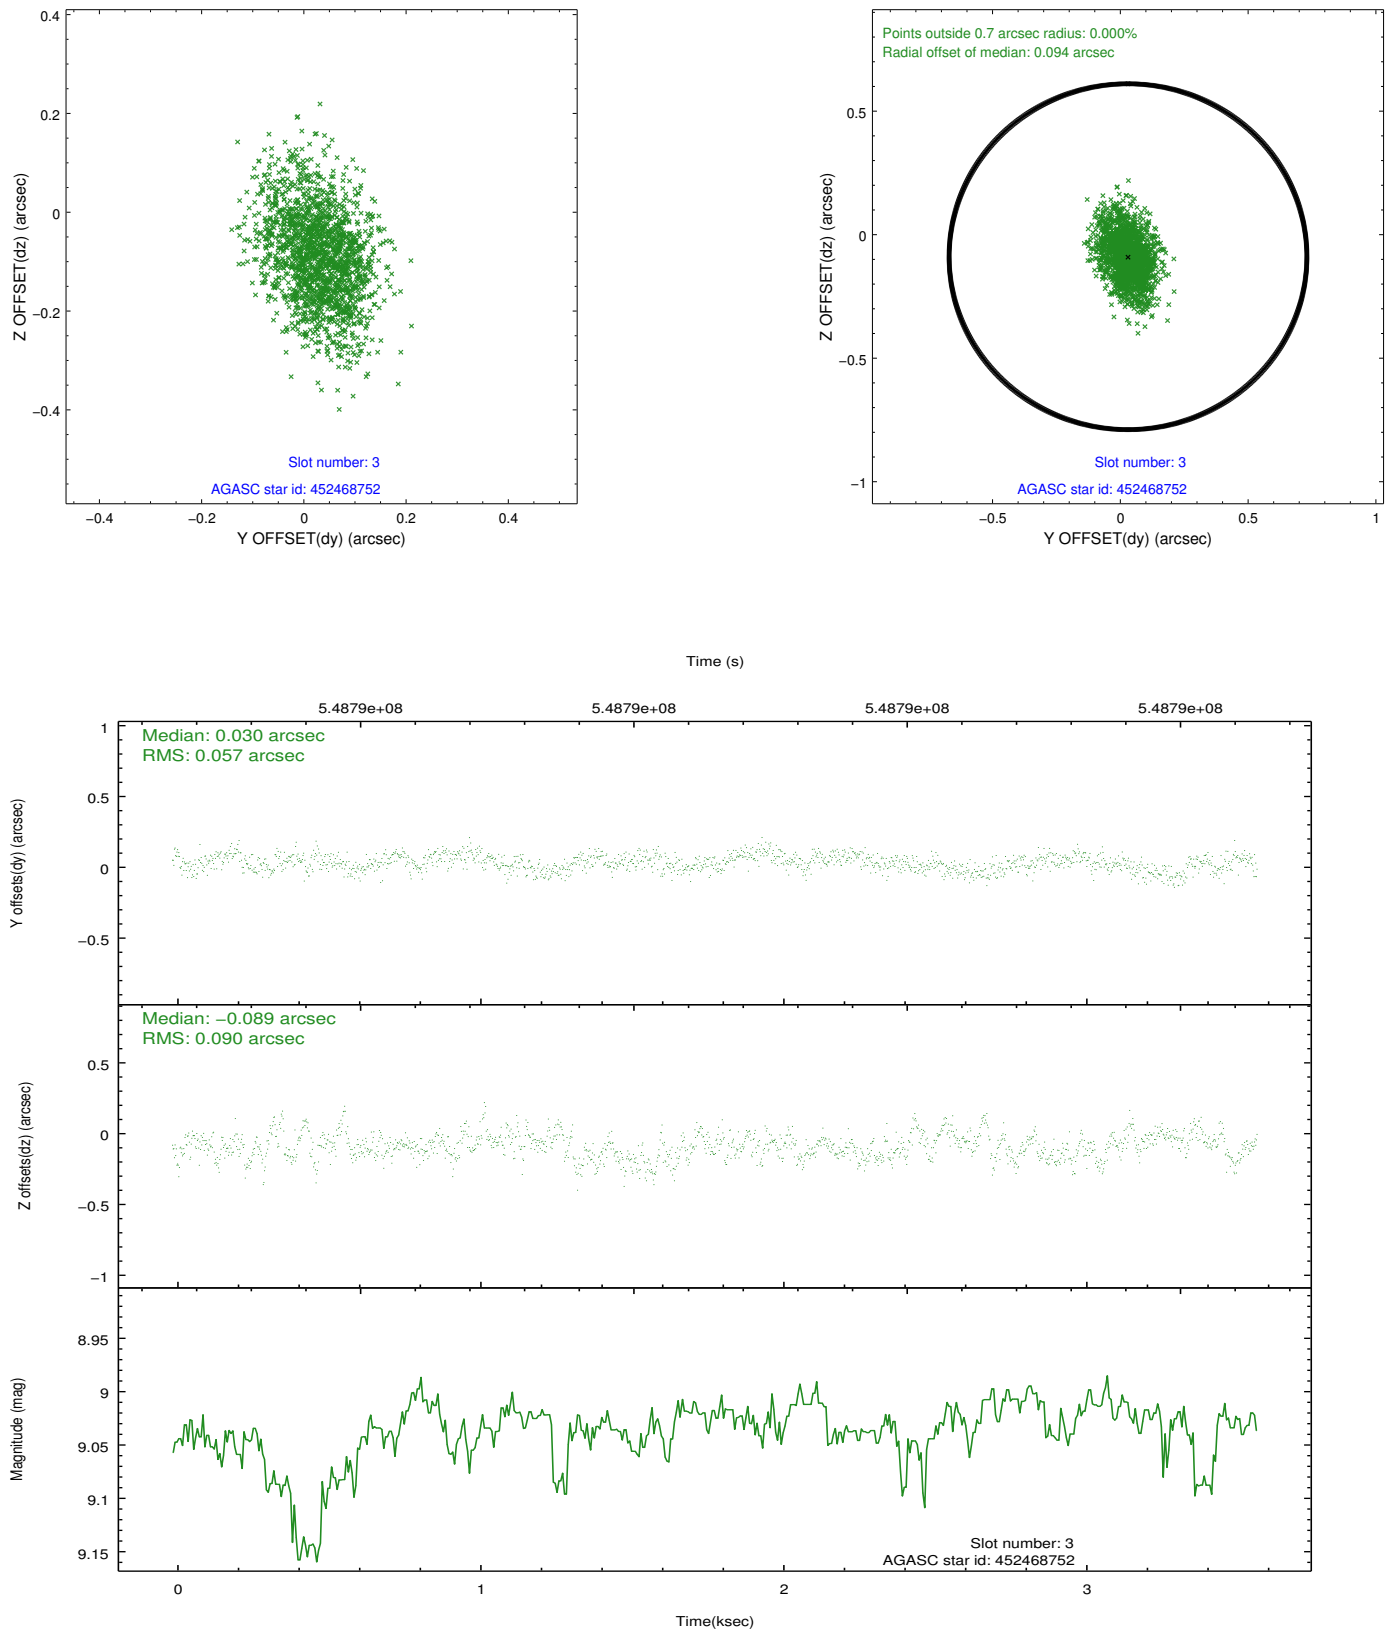 0.4
0.2
0
−0.2
−0.4
Z OFFSET(dz) (arcsec)
Slot number: 3
AGASC star id: 452468752
−0.4
−0.2
0
0.2
0.4
Y OFFSET(dy) (arcsec)
Points outside 0.7 arcsec radius: 0.000%
Radial offset of median: 0.094 arcsec
0.5
0
−0.5
−1
Z OFFSET(dz) (arcsec)
Slot number: 3
AGASC star id: 452468752
−0.5
0
0.5
1
Y OFFSET(dy) (arcsec)
Time (s)
5.4879e+08
5.4879e+08
5.4879e+08
5.4879e+08
Median: 0.030 arcsec
RMS: 0.057 arcsec
1
0.5
0
−0.5
Y offsets(dy) (arcsec)
Median: −0.089 arcsec
RMS: 0.090 arcsec
0.5
0
−0.5
−1
Z offsets(dz) (arcsec)
8.95
9
9.05
9.1
9.15
Magnitude (mag)
Slot number: 3
AGASC star id: 452468752
0
1
2
3
Time(ksec)